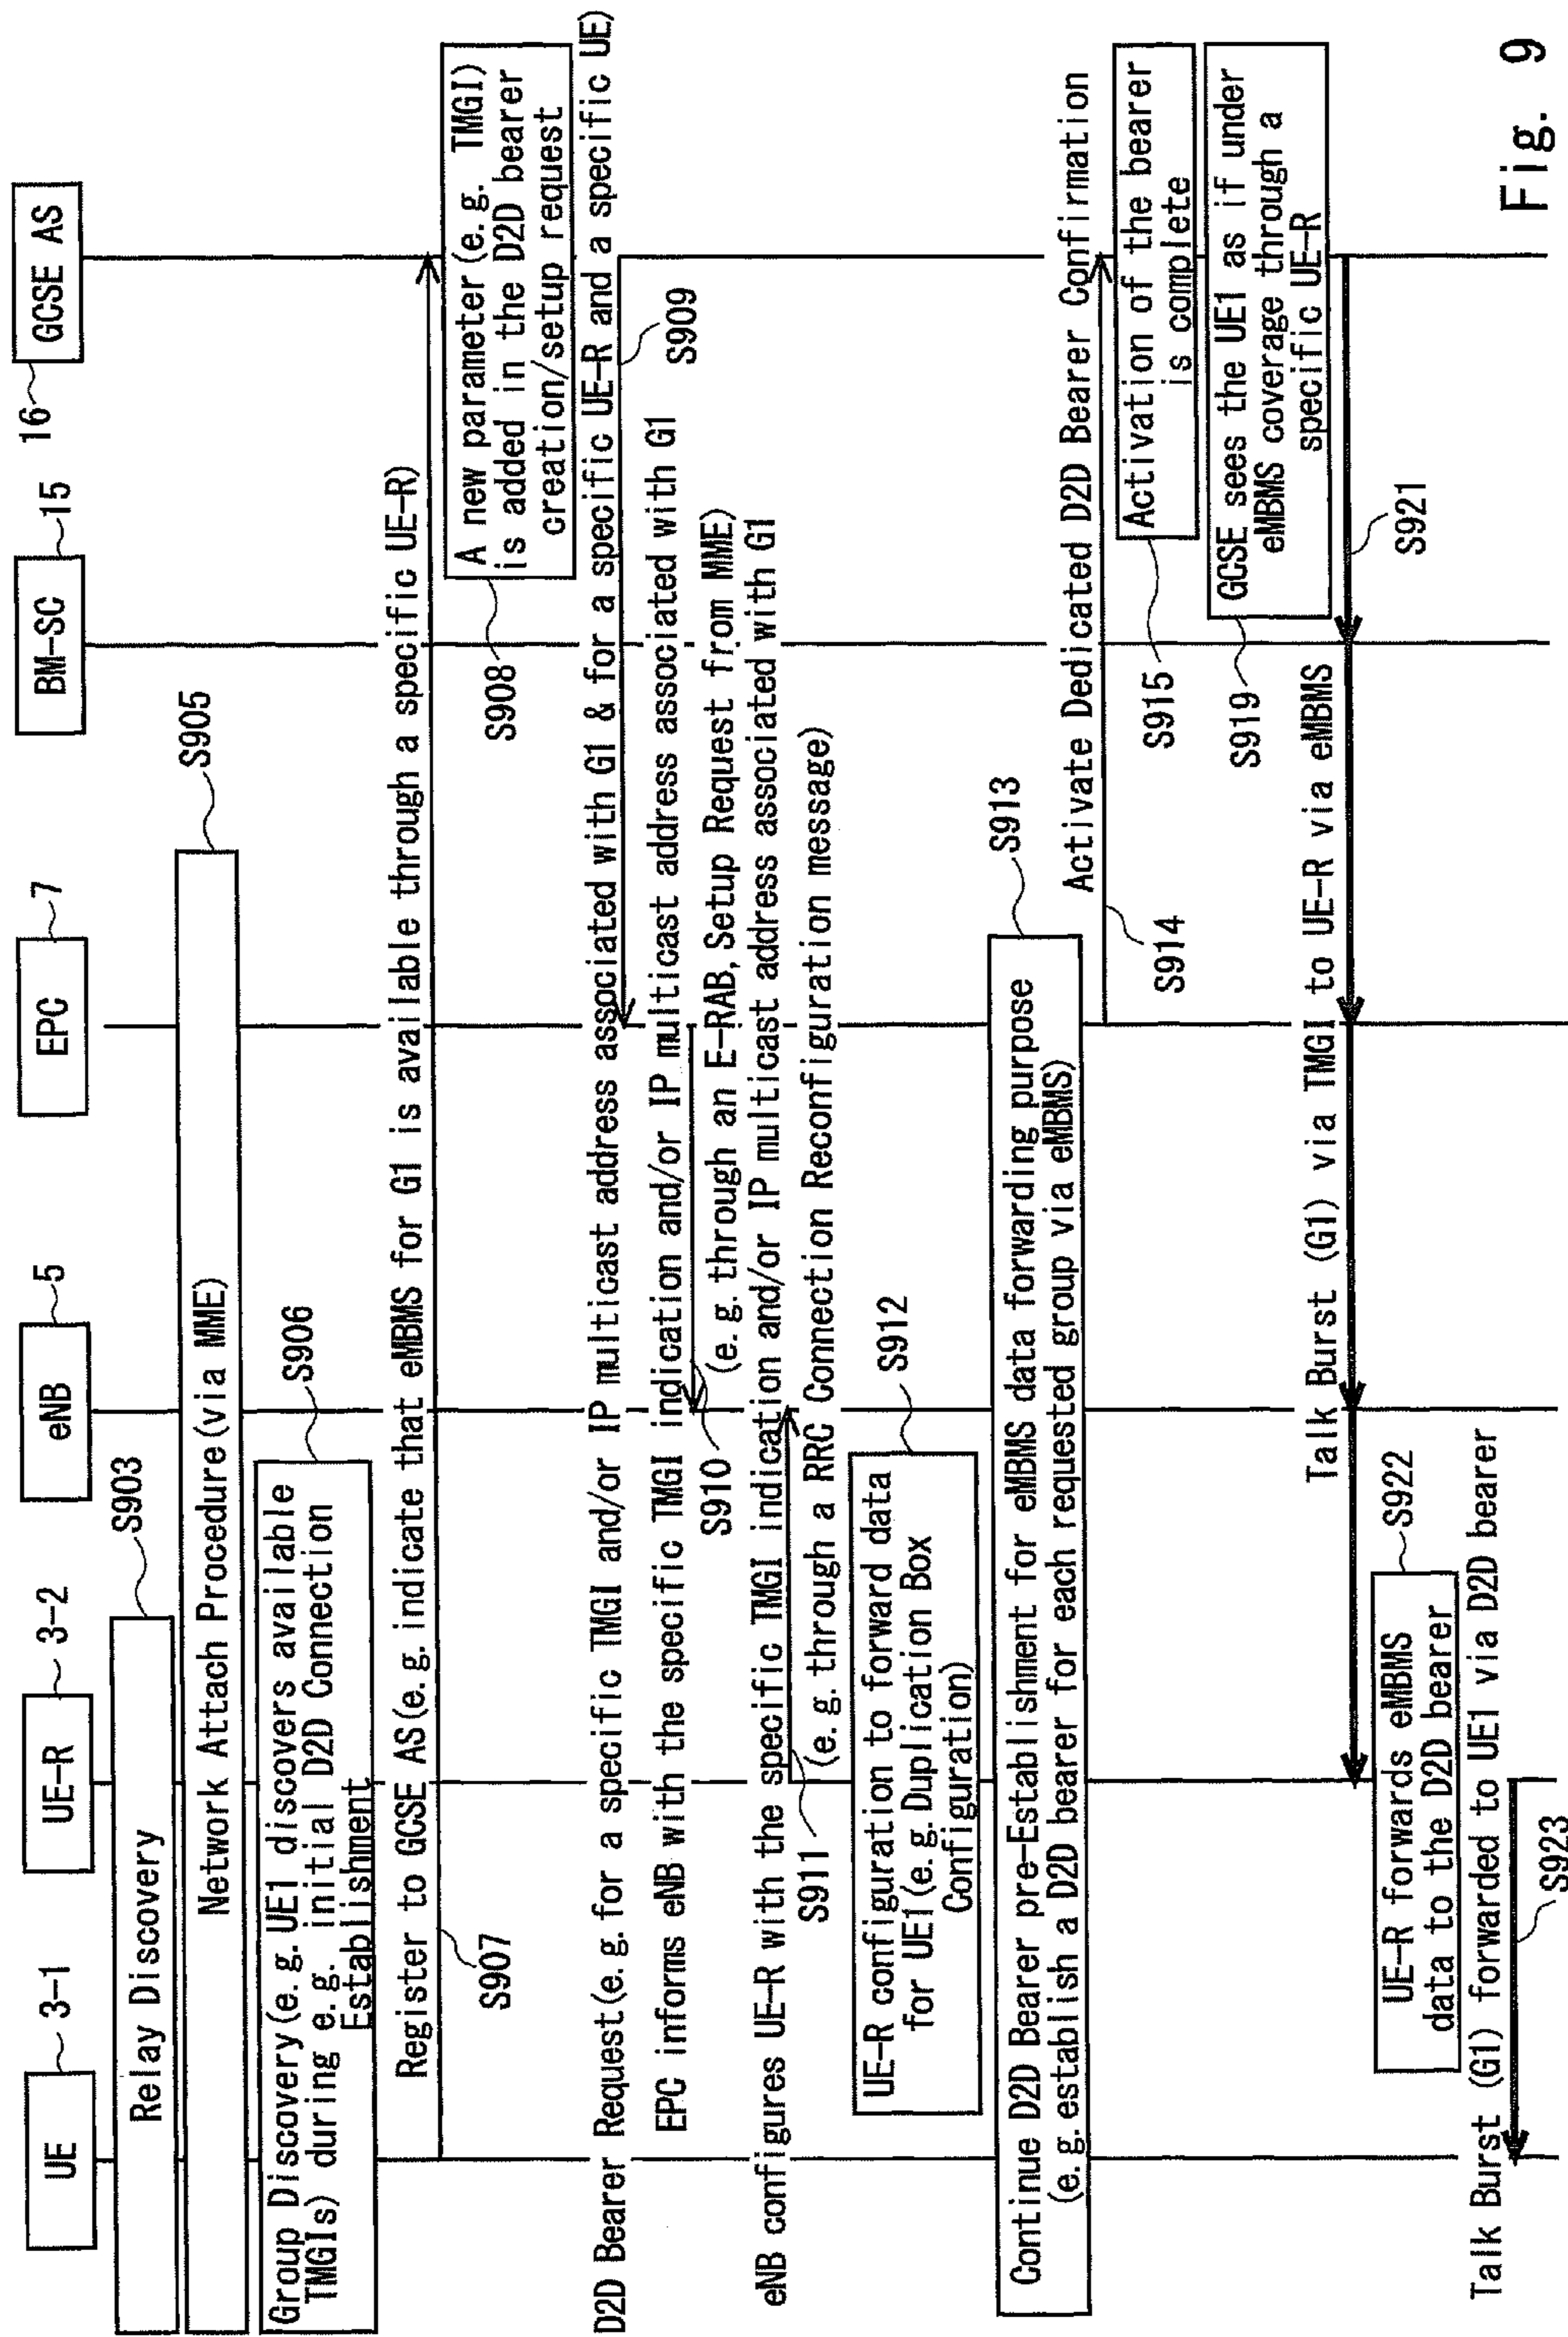 UE
3-1
UE-R
3-2
eNB
5
EPC
7
BM-SC
15
GCSE AS
16
Relay Discovery
S903
Network Attach Procedure(via MME)
S905
Group Discovery(e.g. UE1 discovers available
TMGIs) during e.g. initial D2D Connection
Establishment
S906
Register to GCSE AS(e.g. indicate that eMBMS for G1 is available through a specific UE-R)
S907
A new parameter(e.g. TMGI)
is added in the D2D bearer
creation/setup request
S908
D2D Bearer Request(e.g. for a specific TMGI and/or IP multicast address associated with G1 & for a specific UE-R and a specific UE)
S909
EPC informs eNB with the specific TMGI indication and/or IP multicast address associated with G1
(e.g. through an E-RAB, Setup Request from MME)
S910
eNB configures UE-R with the specific TMGI indication and/or IP multicast address associated with G1
(e.g. through a RRC Connection Reconfiguration message)
S911
UE-R configuration to forward data
for UE1(e.g. Duplication Box
Configuration)
S912
Continue D2D Bearer pre-Establishment for eMBMS data forwarding purpose
(e.g. establish a D2D bearer for each requested group via eMBMS)
S913
Activate Dedicated D2D Bearer Confirmation
S914
Activation of the bearer
is complete
S915
GCSE sees the UE1 as if under
eMBMS coverage through a
specific UE-R
S919
Talk Burst (G1) via TMGI to UE-R via eMBMS
S921
UE-R forwards eMBMS
data to the D2D bearer
S922
Talk Burst (G1) forwarded to UE1 via D2D bearer
S923
Fig. 9